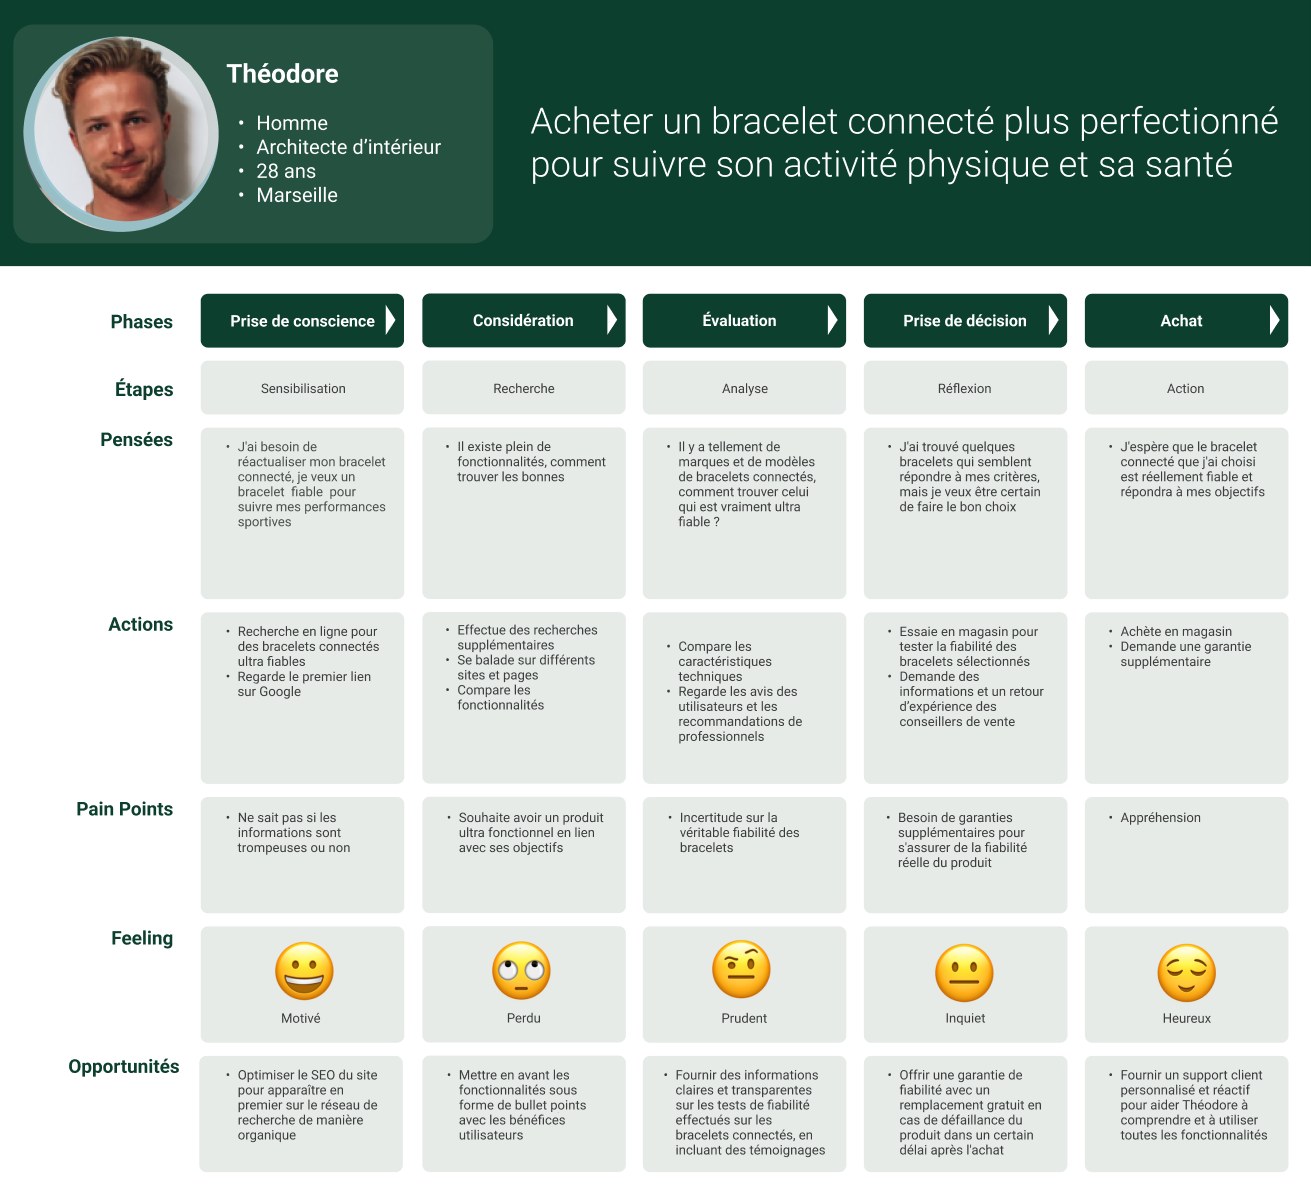 Théodore
• Homme
• Architecte d’intérieur
• 28 ans
• Marseille
Acheter un bracelet connecté plus perfectionné
pour suivre son activité physique et sa santé
Phases
Prise de conscience
Considération
Évaluation
Prise de décision
Achat
Étapes
Sensibilisation
Recherche
Analyse
Réflexion
Action
Pensées
• J'ai besoin de
réactualiser mon bracelet
connecté, je veux un
bracelet fiable pour
suivre mes performances
sportives
• Il existe plein de
fonctionnalités, comment
trouver les bonnes
• Il y a tellement de
marques et de modèles
de bracelets connectés,
comment trouver celui
qui est vraiment ultra
fiable ?
• J'ai trouvé quelques
bracelets qui semblent
répondre à mes critères,
mais je veux être certain
de faire le bon choix
• J'espère que le bracelet
connecté que j'ai choisi
est réellement fiable et
répondra à mes objectifs
Actions
• Recherche en ligne pour
des bracelets connectés
ultra fiables
• Regarde le premier lien
sur Google
• Effectue des recherches
supplémentaires
• Se balade sur différents
sites et pages
• Compare les
fonctionnalités
• Compare les
caractéristiques
techniques
• Regarde les avis des
utilisateurs et les
recommandations de
professionnels
• Essaie en magasin pour
tester la fiabilité des
bracelets sélectionnés
• Demande des
informations et un retour
d’expérience des
conseillers de vente
• Achète en magasin
• Demande une garantie
supplémentaire
Pain Points
• Ne sait pas si les
informations sont
trompeuses ou non
• Souhaite avoir un produit
ultra fonctionnel en lien
avec ses objectifs
• Incertitude sur la
véritable fiabilité des
bracelets
• Besoin de garanties
supplémentaires pour
s'assurer de la fiabilité
réelle du produit
• Appréhension
Feeling
Motivé
Perdu
Prudent
Inquiet
Heureux
Opportunités
• Optimiser le SEO du site
pour apparaître en
premier sur le réseau de
recherche de manière
organique
• Mettre en avant les
fonctionnalités sous
forme de bullet points
avec les bénéfices
utilisateurs
• Fournir des informations
claires et transparentes
sur les tests de fiabilité
effectués sur les
bracelets connectés, en
incluant des témoignages
• Offrir une garantie de
fiabilité avec un
remplacement gratuit en
cas de défaillance du
produit dans un certain
délai après l'achat
• Fournir un support client
personnalisé et réactif
pour aider Théodore à
comprendre et à utiliser
toutes les fonctionnalités